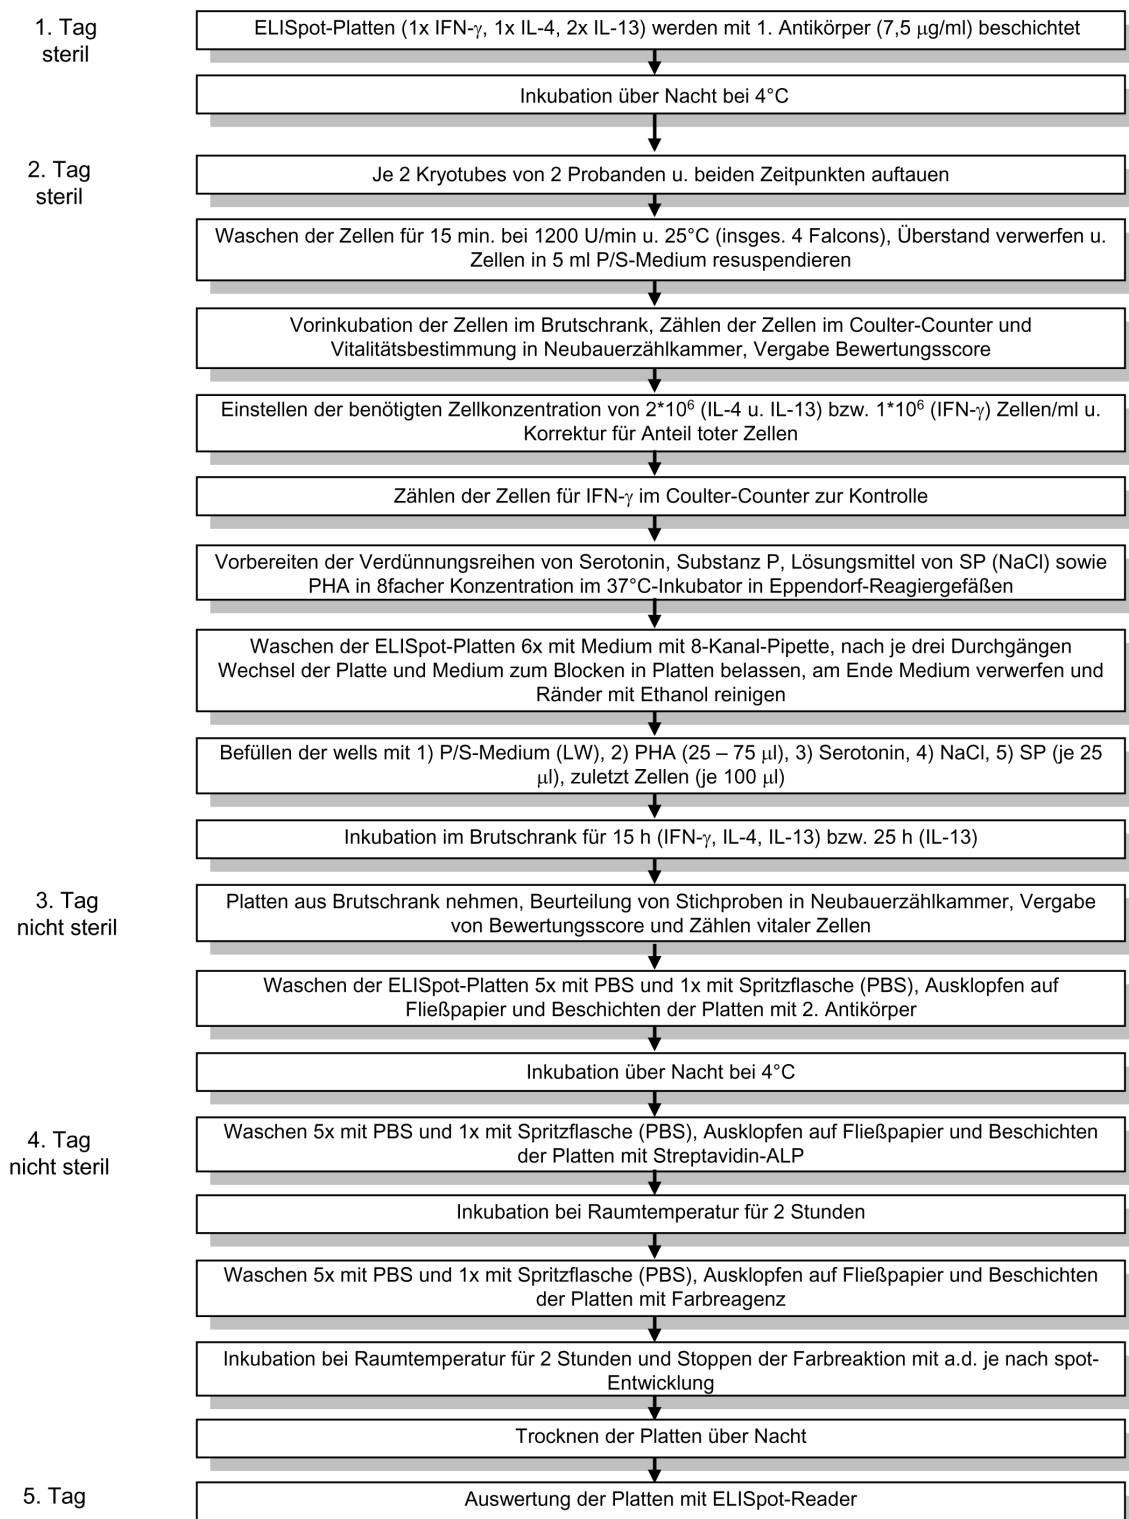 1. Tag
steril
ELISpot-Platten (1x IFN-γ, 1x IL-4, 2x IL-13) werden mit 1. Antikörper (7,5 μg/ml) beschichtet
Inkubation über Nacht bei 4°C
2. Tag
steril
Je 2 Kryotubes von 2 Probanden u. beiden Zeitpunkten auftauen
Waschen der Zellen für 15 min. bei 1200 U/min u. 25°C (insges. 4 Falcons), Überstand verwerfen u.
Zellen in 5 ml P/S-Medium resuspendieren
Vorinkubation der Zellen im Brutschrank, Zählen der Zellen im Coulter-Counter und
Vitalitätsbestimmung in Neubauerzählkammer, Vergabe Bewertungsscore
Einstellen der benötigten Zellkonzentration von 2*10⁶ (IL-4 u. IL-13) bzw. 1*10⁶ (IFN-γ) Zellen/ml u.
Korrektur für Anteil toter Zellen
Zählen der Zellen für IFN-γ im Coulter-Counter zur Kontrolle
Vorbereiten der Verdünnungsreihen von Serotonin, Substanz P, Lösungsmittel von SP (NaCl) sowie
PHA in 8facher Konzentration im 37°C-Inkubator in Eppendorf-Reagiergefäßen
Waschen der ELISpot-Platten 6x mit Medium mit 8-Kanal-Pipette, nach je drei Durchgängen
Wechsel der Platte und Medium zum Blocken in Platten belassen, am Ende Medium verwerfen und
Ränder mit Ethanol reinigen
Befüllen der wells mit 1) P/S-Medium (LW), 2) PHA (25 – 75 μl), 3) Serotonin, 4) NaCl, 5) SP (je 25
μl), zuletzt Zellen (je 100 μl)
Inkubation im Brutschrank für 15 h (IFN-γ, IL-4, IL-13) bzw. 25 h (IL-13)
3. Tag
nicht steril
Platten aus Brutschrank nehmen, Beurteilung von Stichproben in Neubauerzählkammer, Vergabe
von Bewertungsscore und Zählen vitaler Zellen
Waschen der ELISpot-Platten 5x mit PBS und 1x mit Spritzflasche (PBS), Ausklopfen auf
Fließpapier und Beschichten der Platten mit 2. Antikörper
Inkubation über Nacht bei 4°C
4. Tag
nicht steril
Waschen 5x mit PBS und 1x mit Spritzflasche (PBS), Ausklopfen auf Fließpapier und Beschichten
der Platten mit Streptavidin-ALP
Inkubation bei Raumtemperatur für 2 Stunden
Waschen 5x mit PBS und 1x mit Spritzflasche (PBS), Ausklopfen auf Fließpapier und Beschichten
der Platten mit Farbreagenz
Inkubation bei Raumtemperatur für 2 Stunden und Stoppen der Farbreaktion mit a.d. je nach spot-
Entwicklung
Trocknen der Platten über Nacht
5. Tag
Auswertung der Platten mit ELISpot-Reader